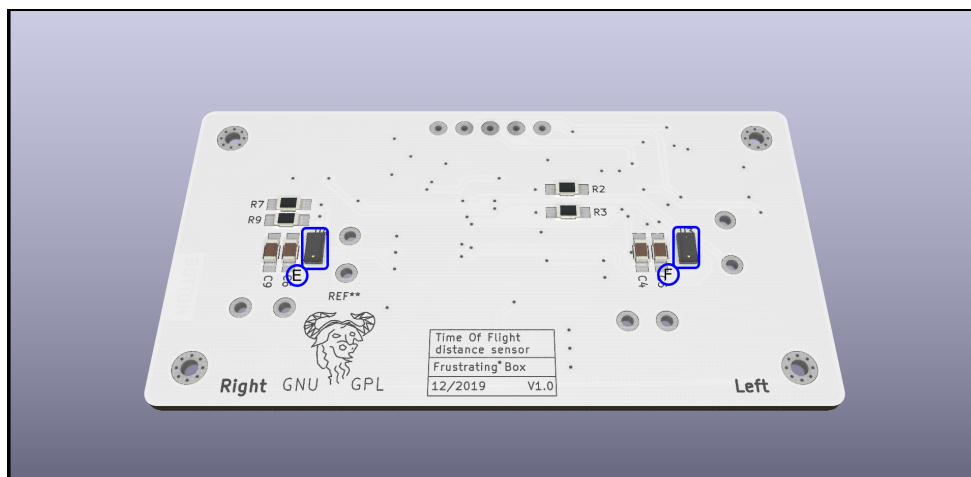 R7
R2
R9
R3
C9
C4
E
F
REF**
Time Of Flight
distance sensor
Frustrating*Box
12/2019 V1.0
Right GNU GPL
Left